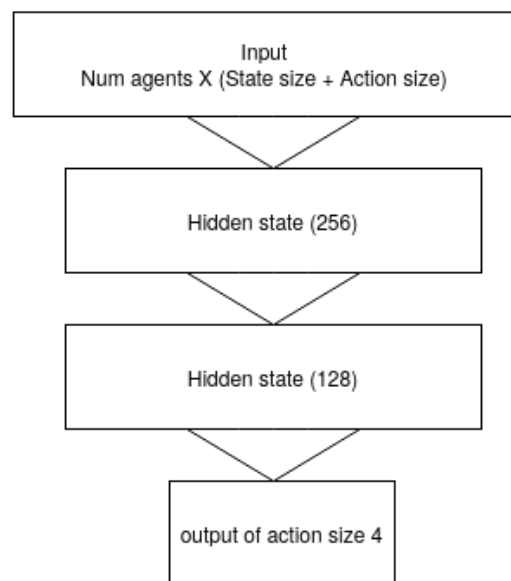 Input
Num agents X (State size + Action size)
Hidden state (256)
Hidden state (128)
output of action size 4